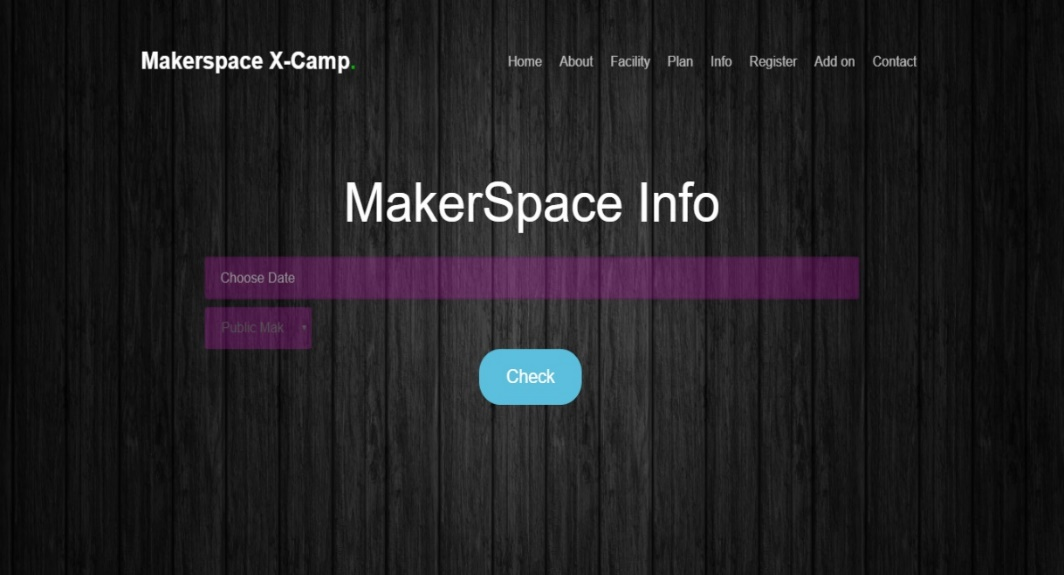 Makerspace X-Camp.
Home About Facility Plan Info Register Add on Contact
MakerSpace Info
Choose Date
Public Mak
Check